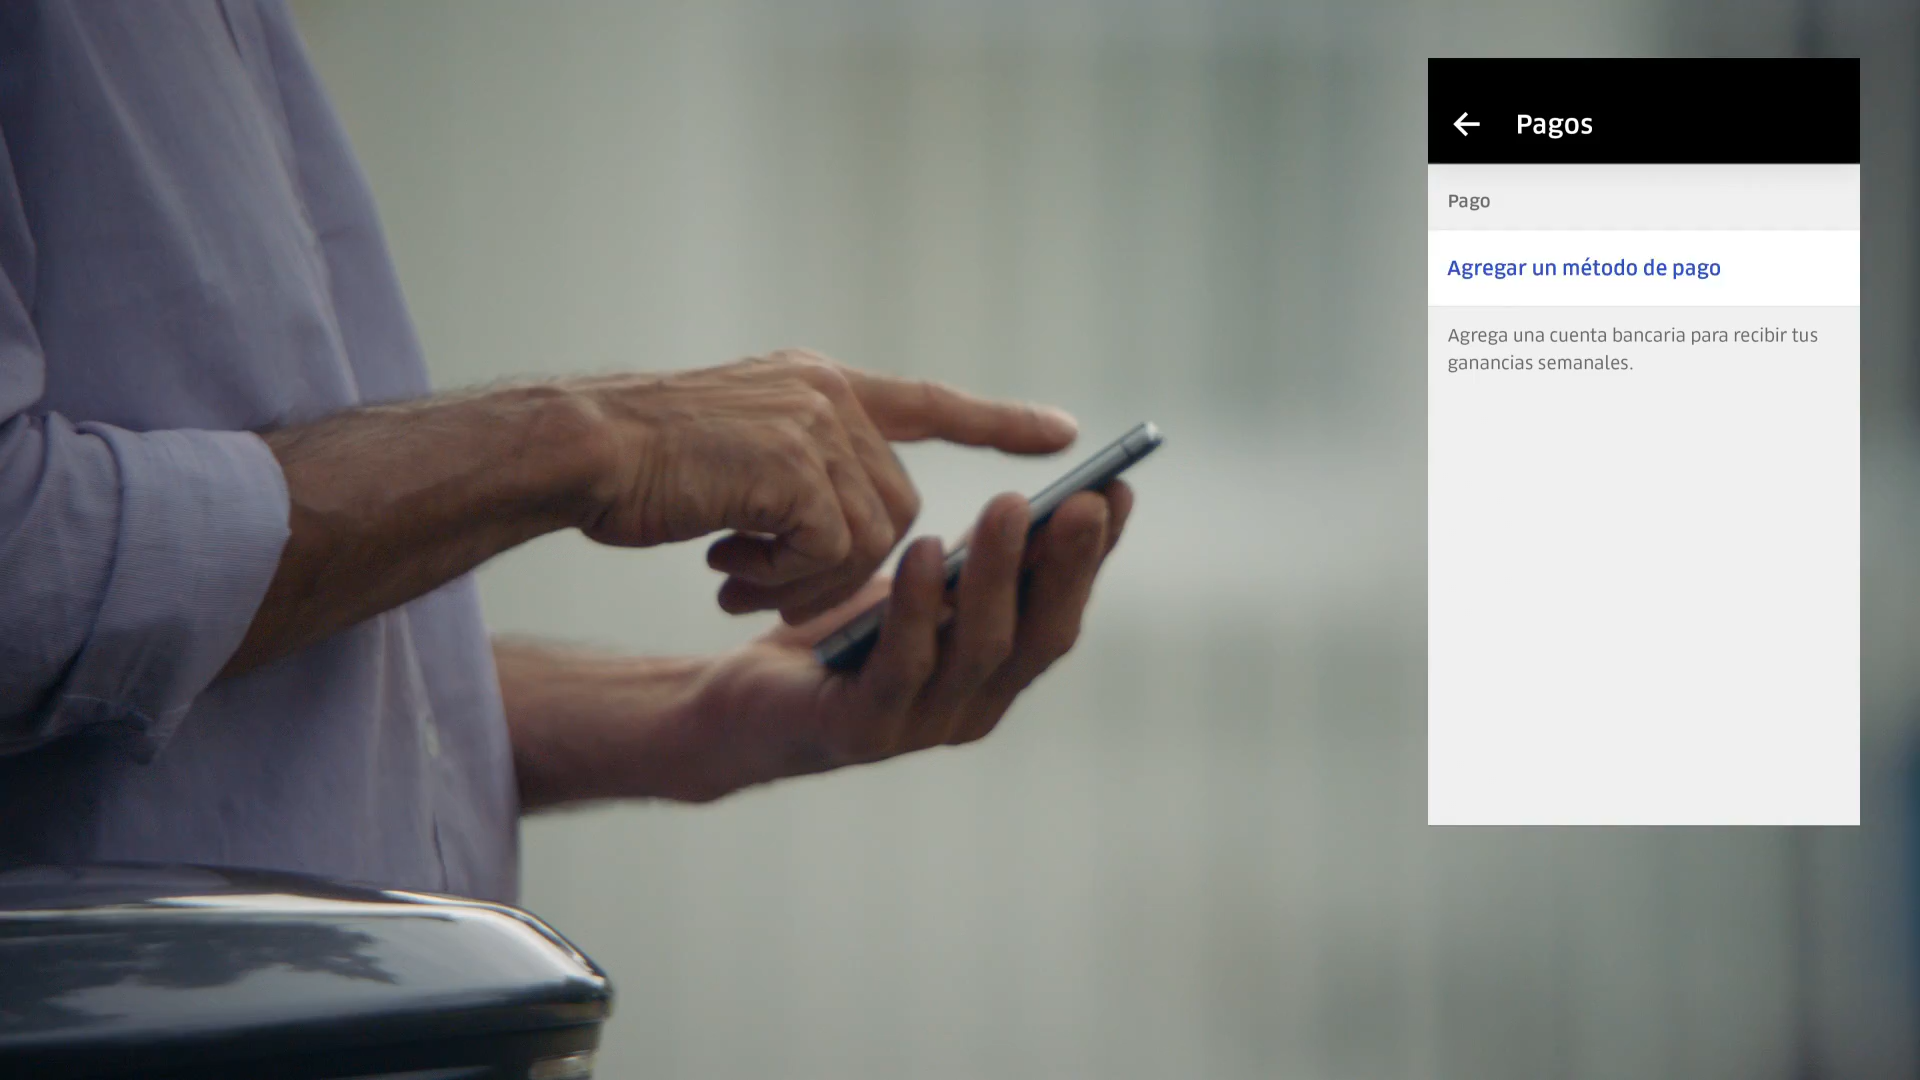 Pagos
Pago
Agregar un método de pago
Agrega una cuenta bancaria para recibir tus
ganancias semanales.